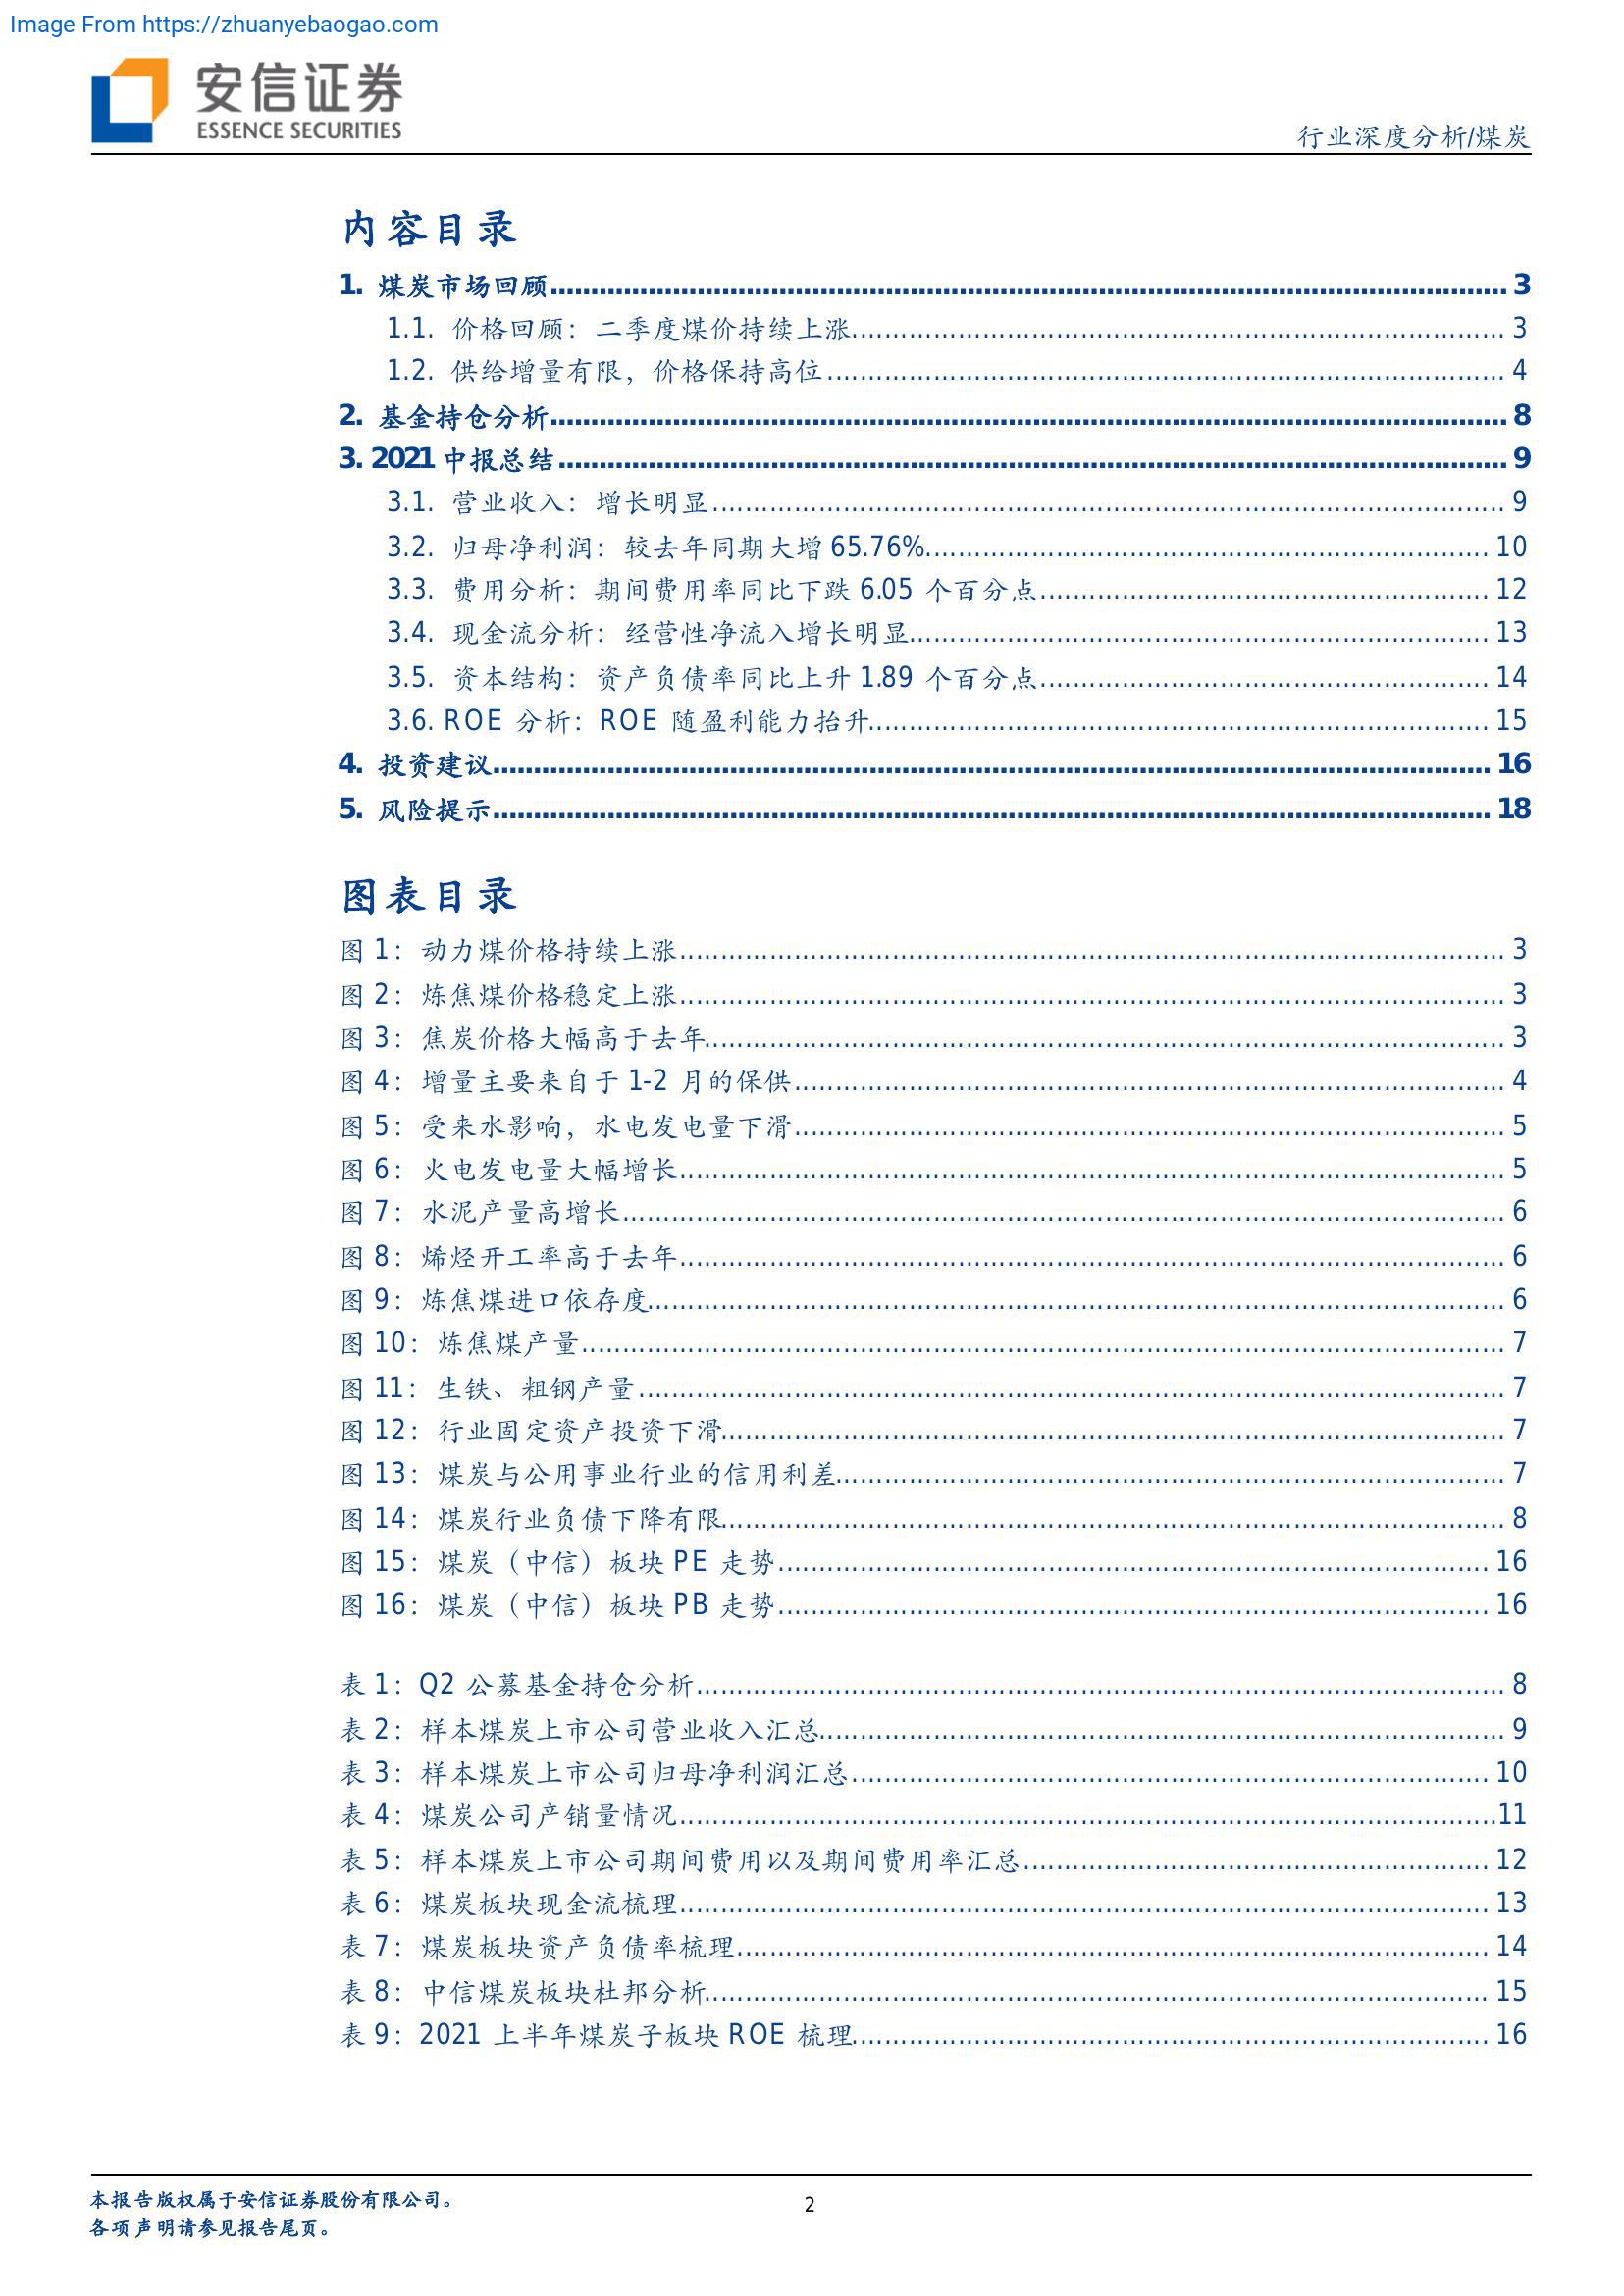 Image From https://zhuanyebaogao.com
安信证券
ESSENCE SECURITIES
行业深度分析/煤炭
内容目录
1. 煤炭市场回顾 3
1.1. 价格回顾：二季度煤价持续上涨 3
1.2. 供给增量有限，价格保持高位 4
2. 基金持仓分析 8
3. 2021 中报总结 9
3.1. 营业收入：增长明显 9
3.2. 归母净利润：较去年同期大增 65.76% 10
3.3. 费用分析：期间费用率同比下跌 6.05 个百分点 12
3.4. 现金流分析：经营性净流入增长明显 13
3.5. 资本结构：资产负债率同比上升 1.89 个百分点 14
3.6. ROE 分析：ROE 随盈利能力抬升 15
4. 投资建议 16
5. 风险提示 18
图表目录
图 1：动力煤价格持续上涨 3
图 2：炼焦煤价格稳定上涨 3
图 3：焦炭价格大幅高于去年 3
图 4：增量主要来自于 1-2 月的保供 4
图 5：受来水影响，水电发电量下滑 5
图 6：火电发电量大幅增长 5
图 7：水泥产量高增长 6
图 8：烯烃开工率高于去年 6
图 9：炼焦煤进口依存度 6
图 10：炼焦煤产量 7
图 11：生铁、粗钢产量 7
图 12：行业固定资产投资下滑 7
图 13：煤炭与公用事业行业的信用利差 7
图 14：煤炭行业负债下降有限 8
图 15：煤炭（中信）板块 PE 走势 16
图 16：煤炭（中信）板块 PB 走势 16
表 1：Q2 公募基金持仓分析 8
表 2：样本煤炭上市公司营业收入汇总 9
表 3：样本煤炭上市公司归母净利润汇总 10
表 4：煤炭公司产销量情况 11
表 5：样本煤炭上市公司期间费用以及期间费用率汇总 12
表 6：煤炭板块现金流梳理 13
表 7：煤炭板块资产负债率梳理 14
表 8：中信煤炭板块杜邦分析 15
表 9：2021 上半年煤炭子板块 ROE 梳理 16
本报告版权属于安信证券股份有限公司。
2
各项声明请参见报告尾页。